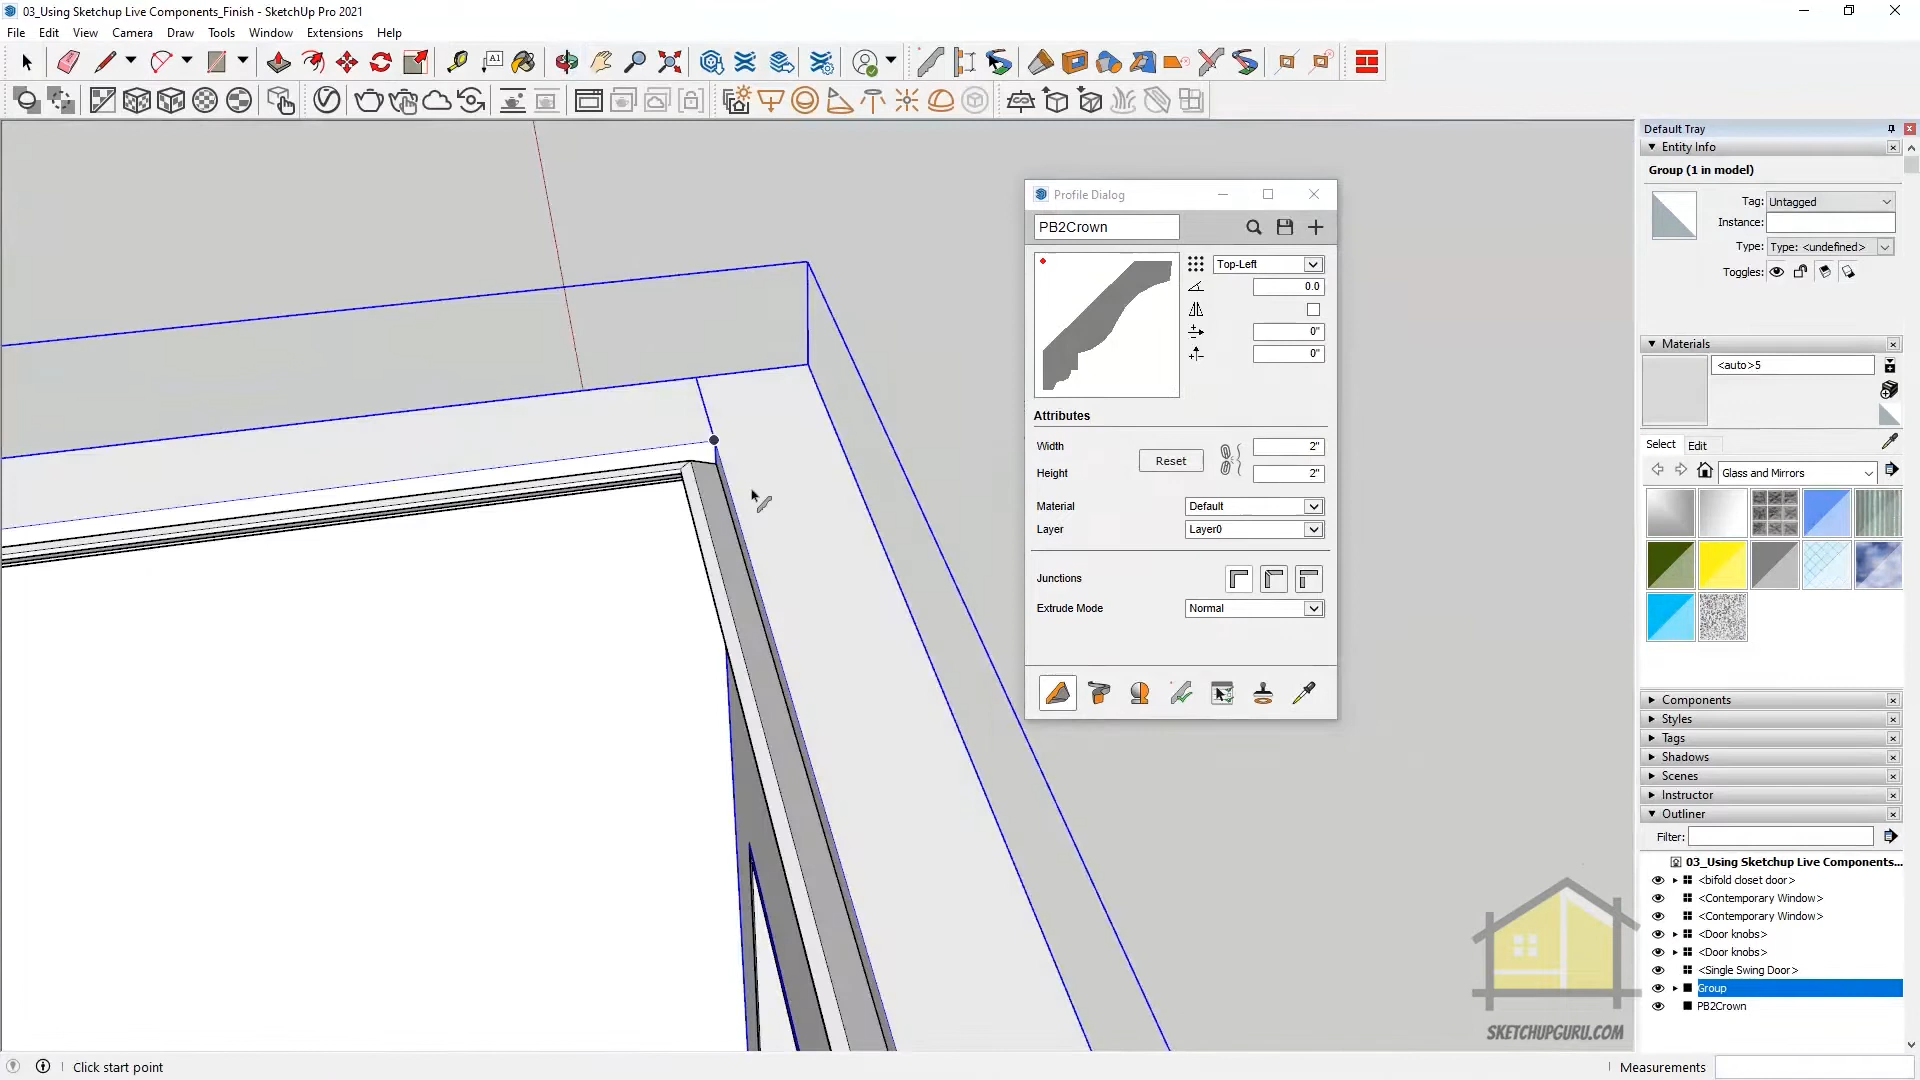 03_Using Sketchup Live Components_Finish - SketchUp Pro 2021
File Edit View Camera Draw Tools Window Extensions Help
A1
Default Tray
Entity Info
Group (1 in model)
Tag: Untagged
Instance:
Type: Type: <undefined>
Toggles:
Profile Dialog
PB2Crown
Top-Left
0.0
0"
0"
Attributes
Width 2"
Reset
Height 2"
Material Default
Layer Layer0
Junctions
Extrude Mode Normal
Materials
<auto>5
Select Edit
Glass and Mirrors
Components
Styles
Tags
Shadows
Scenes
Instructor
Outliner
Filter:
03_Using Sketchup Live Components...
<bifold closet door>
<Contemporary Window>
<Contemporary Window>
<Door knobs>
<Door knobs>
<Single Swing Door>
Group
PB2Crown
SKETCHUPGURU.COM
Click start point
Measurements